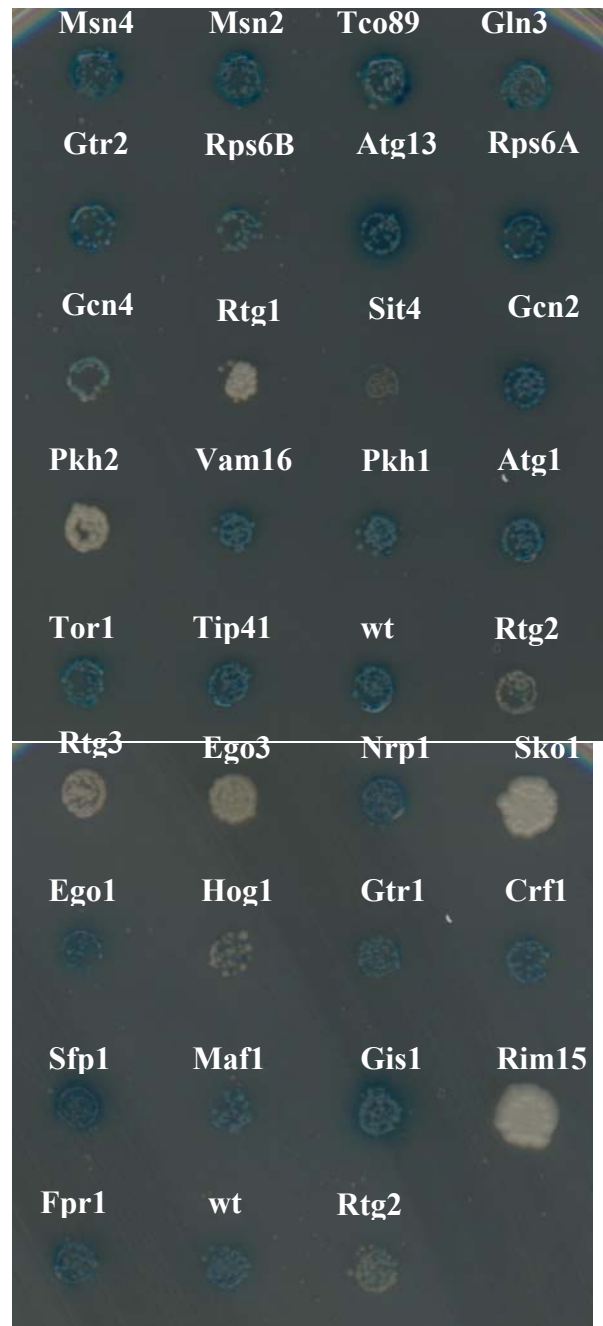 Msn4 Msn2 Tco89 Gln3
Gtr2 Rps6B Atg13 Rps6A
Gcn4 Rtg1 Sit4 Gcn2
Pkh2 Vam16 Pkh1 Atg1
Tor1 Tip41 wt Rtg2
Rtg3 Ego3 Nrp1 Sko1
Ego1 Hog1 Gtr1 Crf1
Sfp1 Maf1 Gis1 Rim15
Fpr1 wt Rtg2